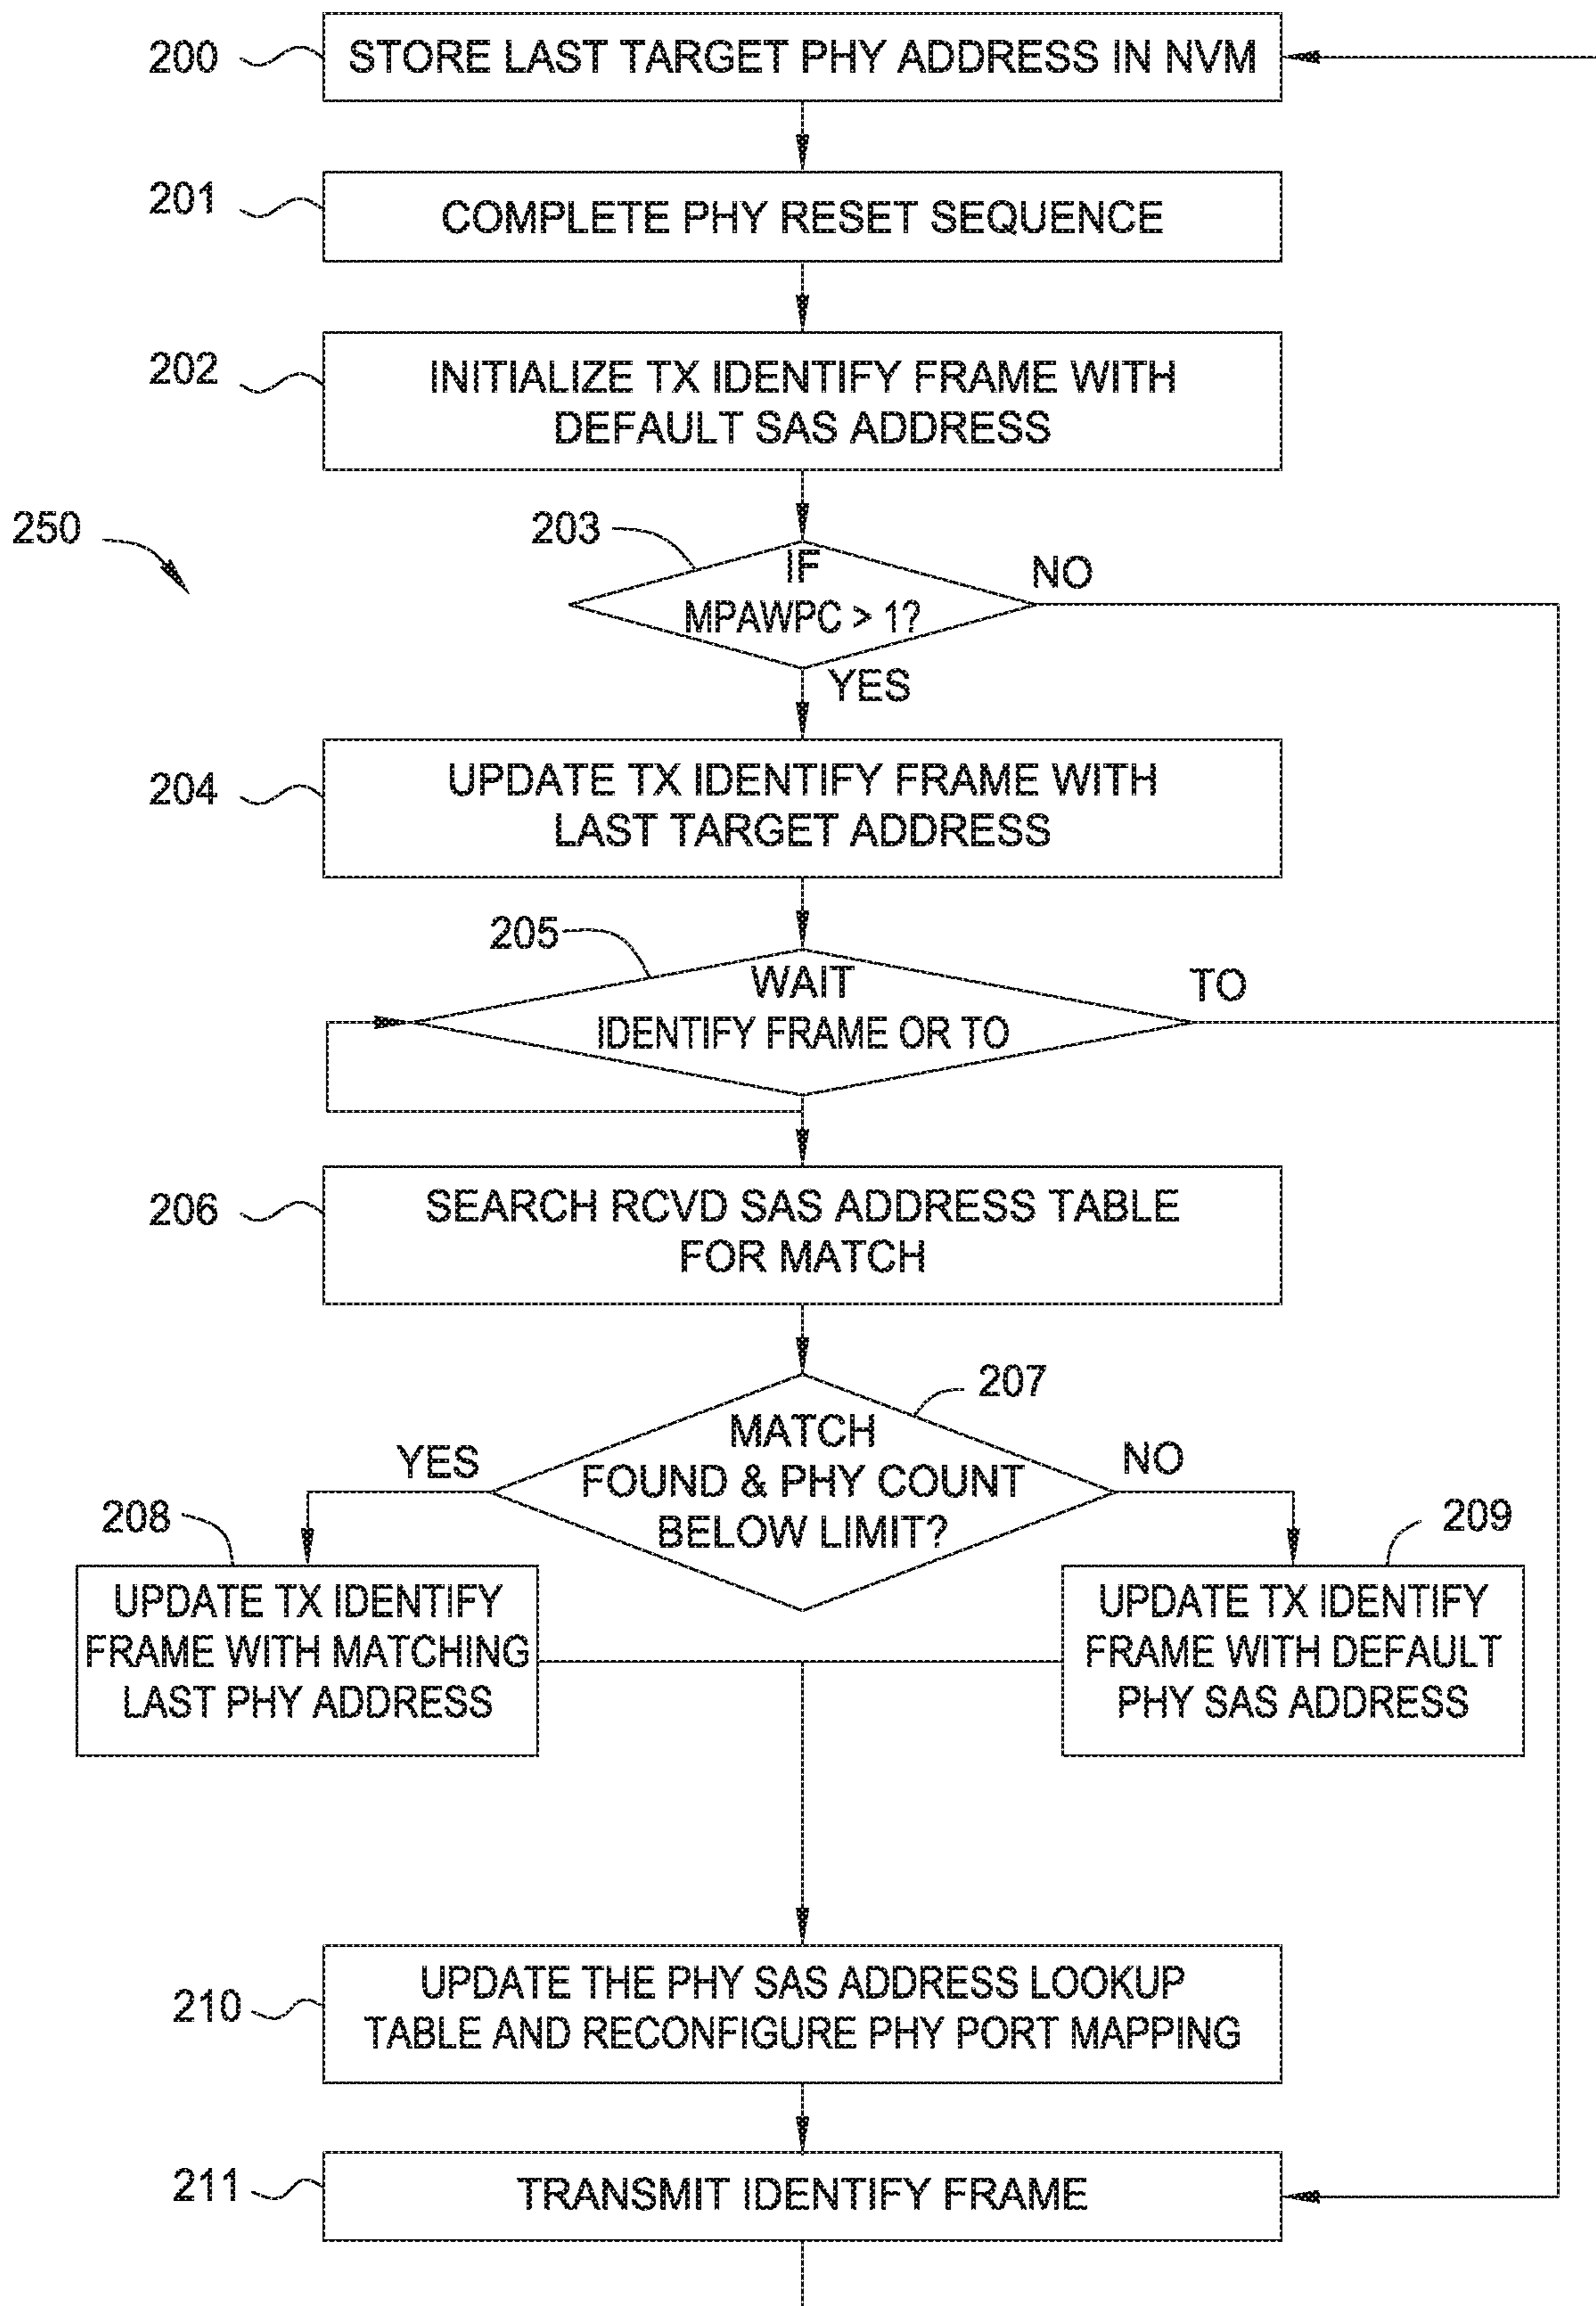 200
STORE LAST TARGET PHY ADDRESS IN NVM
201
COMPLETE PHY RESET SEQUENCE
202
INITIALIZE TX IDENTIFY FRAME WITH
DEFAULT SAS ADDRESS
250
203
IF
MPAWPC > 1?
NO
YES
204
UPDATE TX IDENTIFY FRAME WITH
LAST TARGET ADDRESS
205
WAIT
IDENTIFY FRAME OR TO
TO
206
SEARCH RCVD SAS ADDRESS TABLE
FOR MATCH
207
MATCH
FOUND & PHY COUNT
BELOW LIMIT?
YES
NO
208
UPDATE TX IDENTIFY
FRAME WITH MATCHING
LAST PHY ADDRESS
209
UPDATE TX IDENTIFY
FRAME WITH DEFAULT
PHY SAS ADDRESS
210
UPDATE THE PHY SAS ADDRESS LOOKUP
TABLE AND RECONFIGURE PHY PORT MAPPING
211
TRANSMIT IDENTIFY FRAME